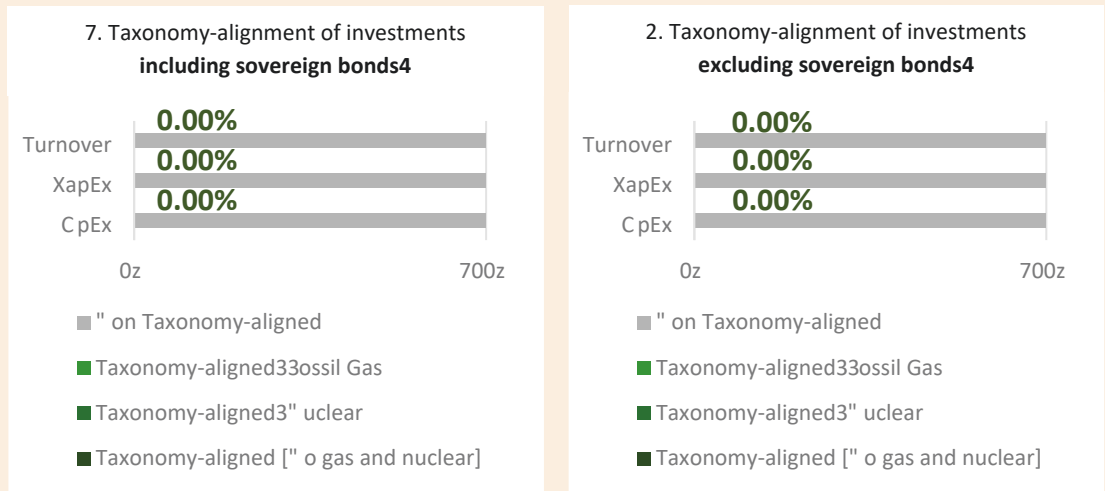 7. Taxonomy-alignment of investments
including sovereign bonds4
0.00%
Turnover
0.00%
XapEx
0.00%
CpEx
0z 700z
" on Taxonomy-aligned
Taxonomy-aligned33ossil Gas
Taxonomy-aligned3" uclear
Taxonomy-aligned [" o gas and nuclear]
2. Taxonomy-alignment of investments
excluding sovereign bonds4
0.00%
Turnover
0.00%
XapEx
0.00%
CpEx
0z 700z
" on Taxonomy-aligned
Taxonomy-aligned33ossil Gas
Taxonomy-aligned3" uclear
Taxonomy-aligned [" o gas and nuclear]